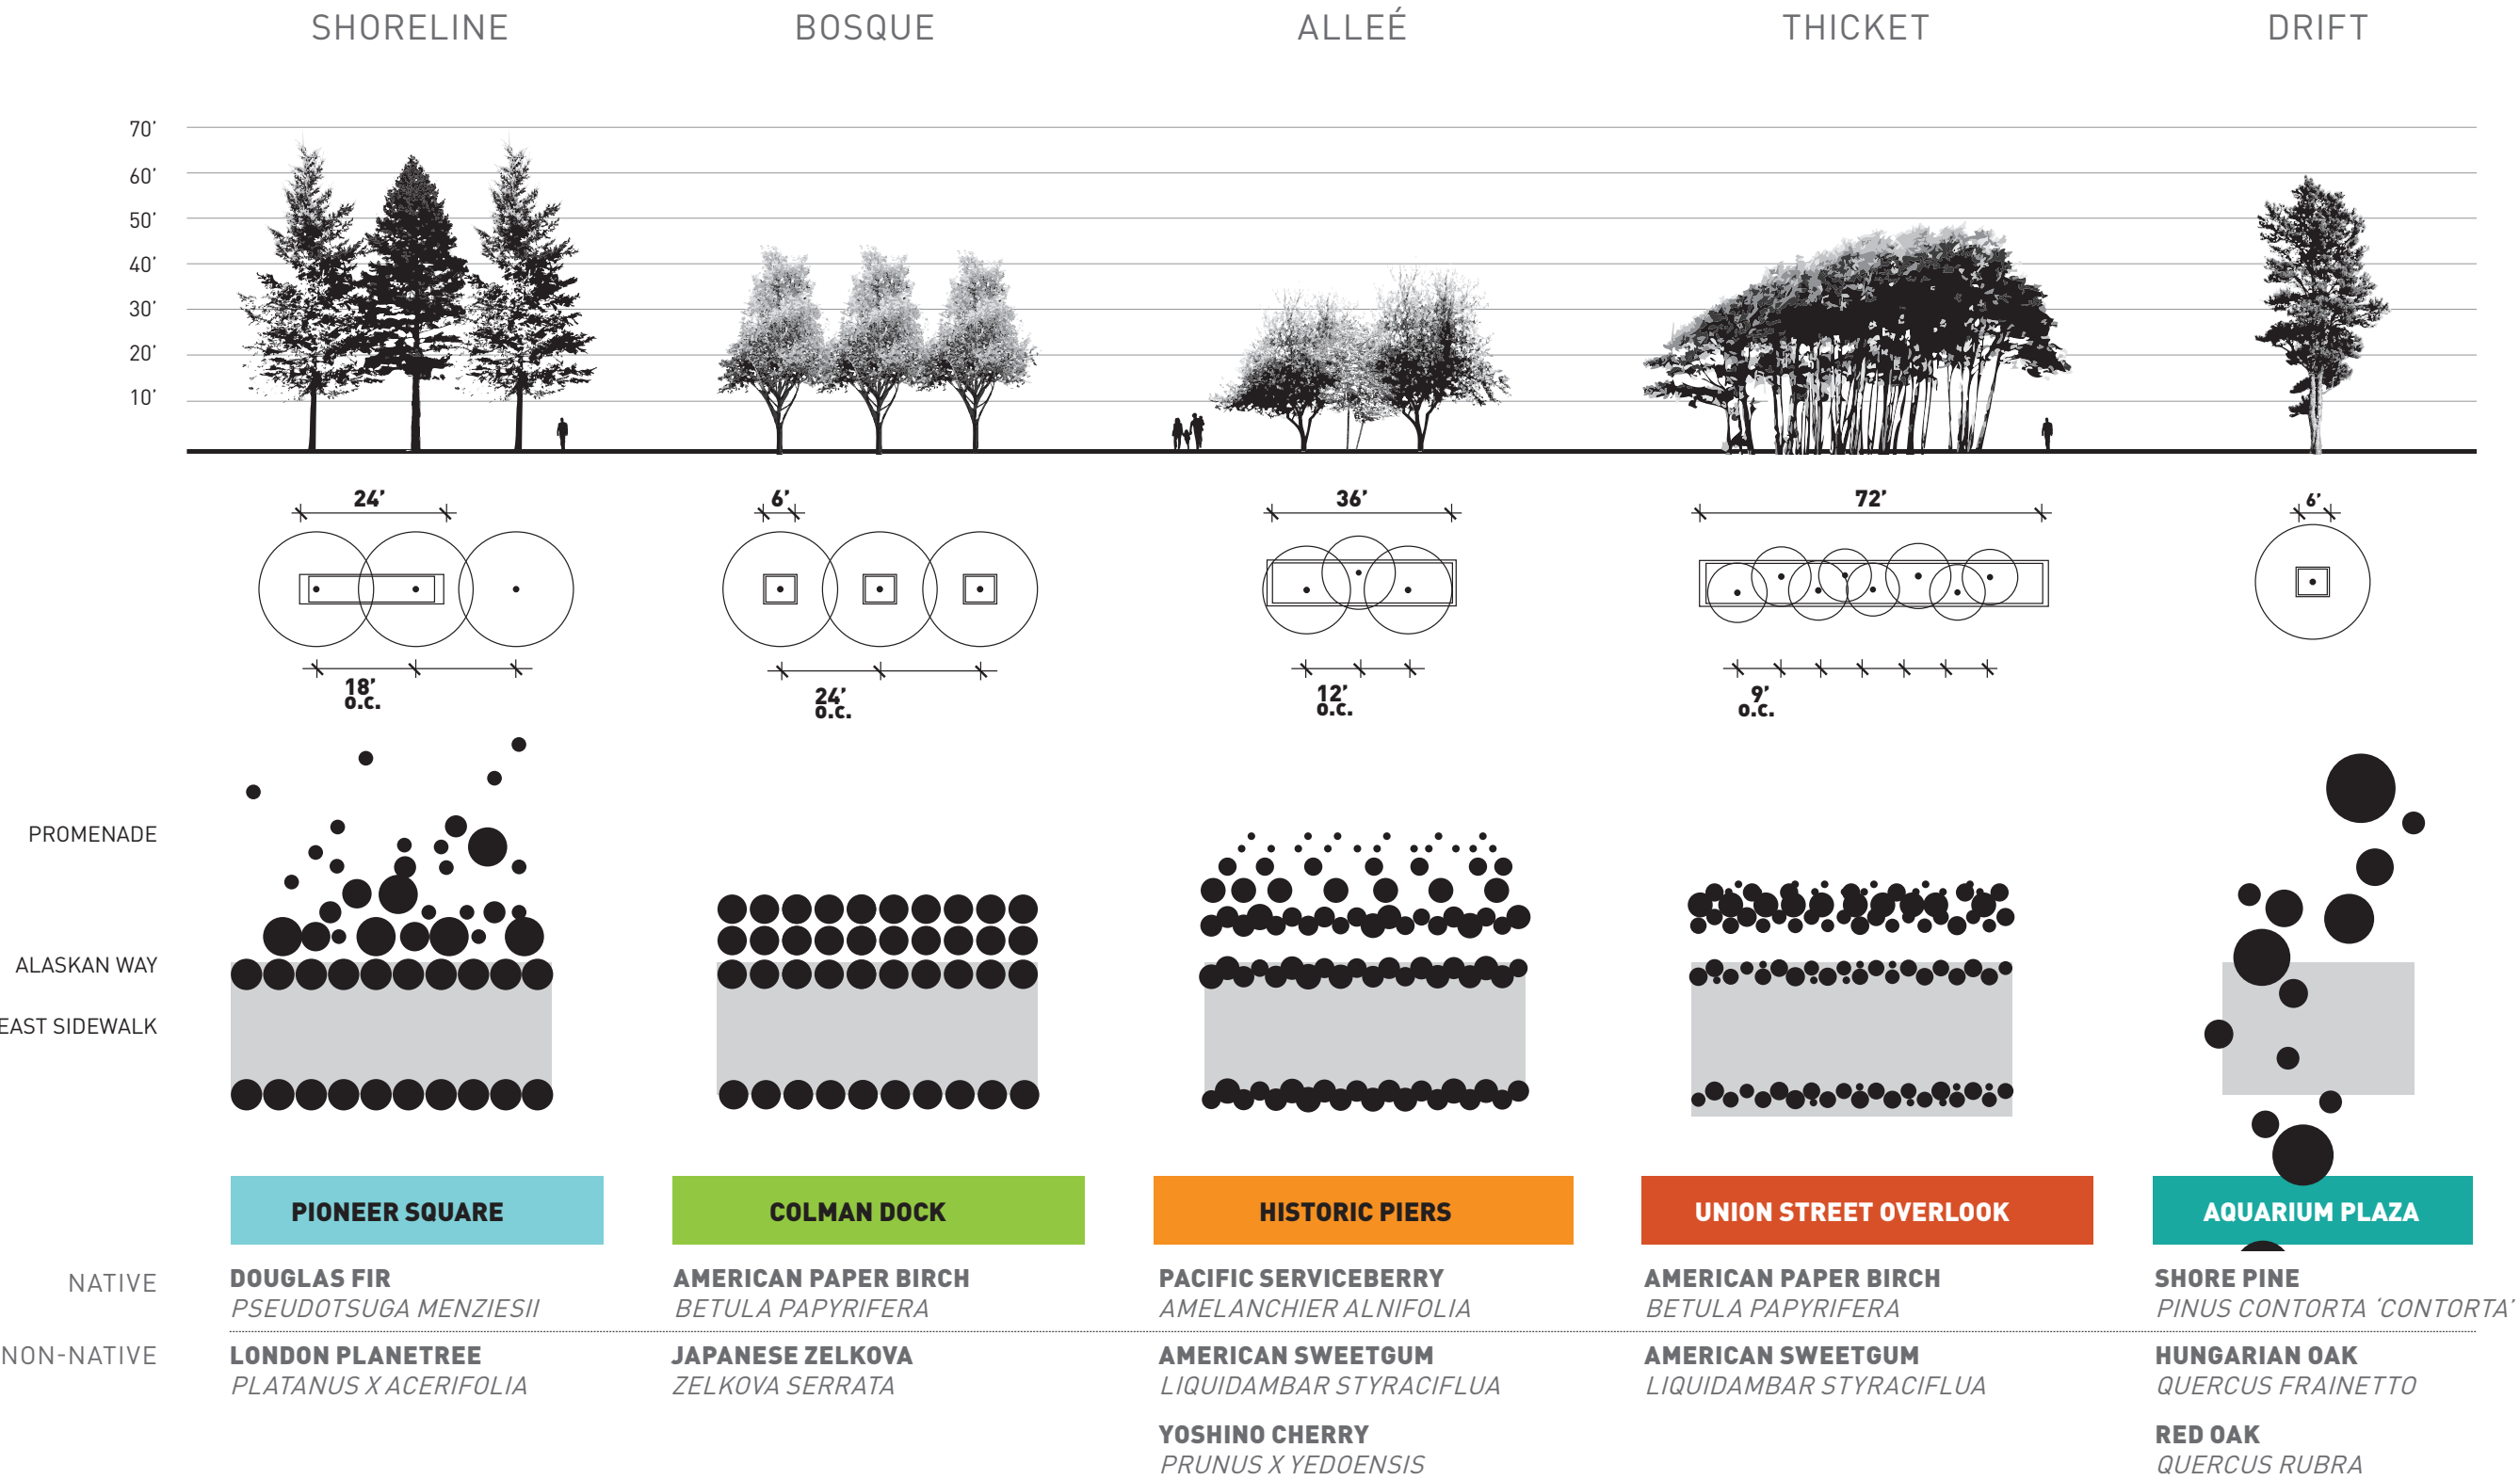 SHORELINE BOSQUE ALLEÉ THICKET DRIFT
70’
60’
50’
40’
30’
20’
10’
24’ 6’ 36’ 72’ 6’
18’ 24’ 12’ 9’
o.c. o.c. o.c. o.c.
PROMENADE
ALASKAN WAY
EAST SIDEWALK
PIONEER SQUARE COLMAN DOCK HISTORIC PIERS UNION STREET OVERLOOK AQUARIUM PLAZA
NATIVE DOUGLAS FIR AMERICAN PAPER BIRCH PACIFIC SERVICEBERRY AMERICAN PAPER BIRCH SHORE PINE
PSEUDOTSUGA MENZIESII BETULA PAPYRIFERA AMELANCHIER ALNIFOLIA BETULA PAPYRIFERA PINUS CONTORTA ‘CONTORTA’
NON-NATIVE LONDON PLANETREE JAPANESE ZELKOVA AMERICAN SWEETGUM AMERICAN SWEETGUM HUNGARIAN OAK
PLATANUS X ACERIFOLIA ZELKOVA SERRATA LIQUIDAMBAR STYRACIFLUA LIQUIDAMBAR STYRACIFLUA QUERCUS FRAINETTO
YOSHINO CHERRY RED OAK
PRUNUS X YEDOENSIS QUERCUS RUBRA